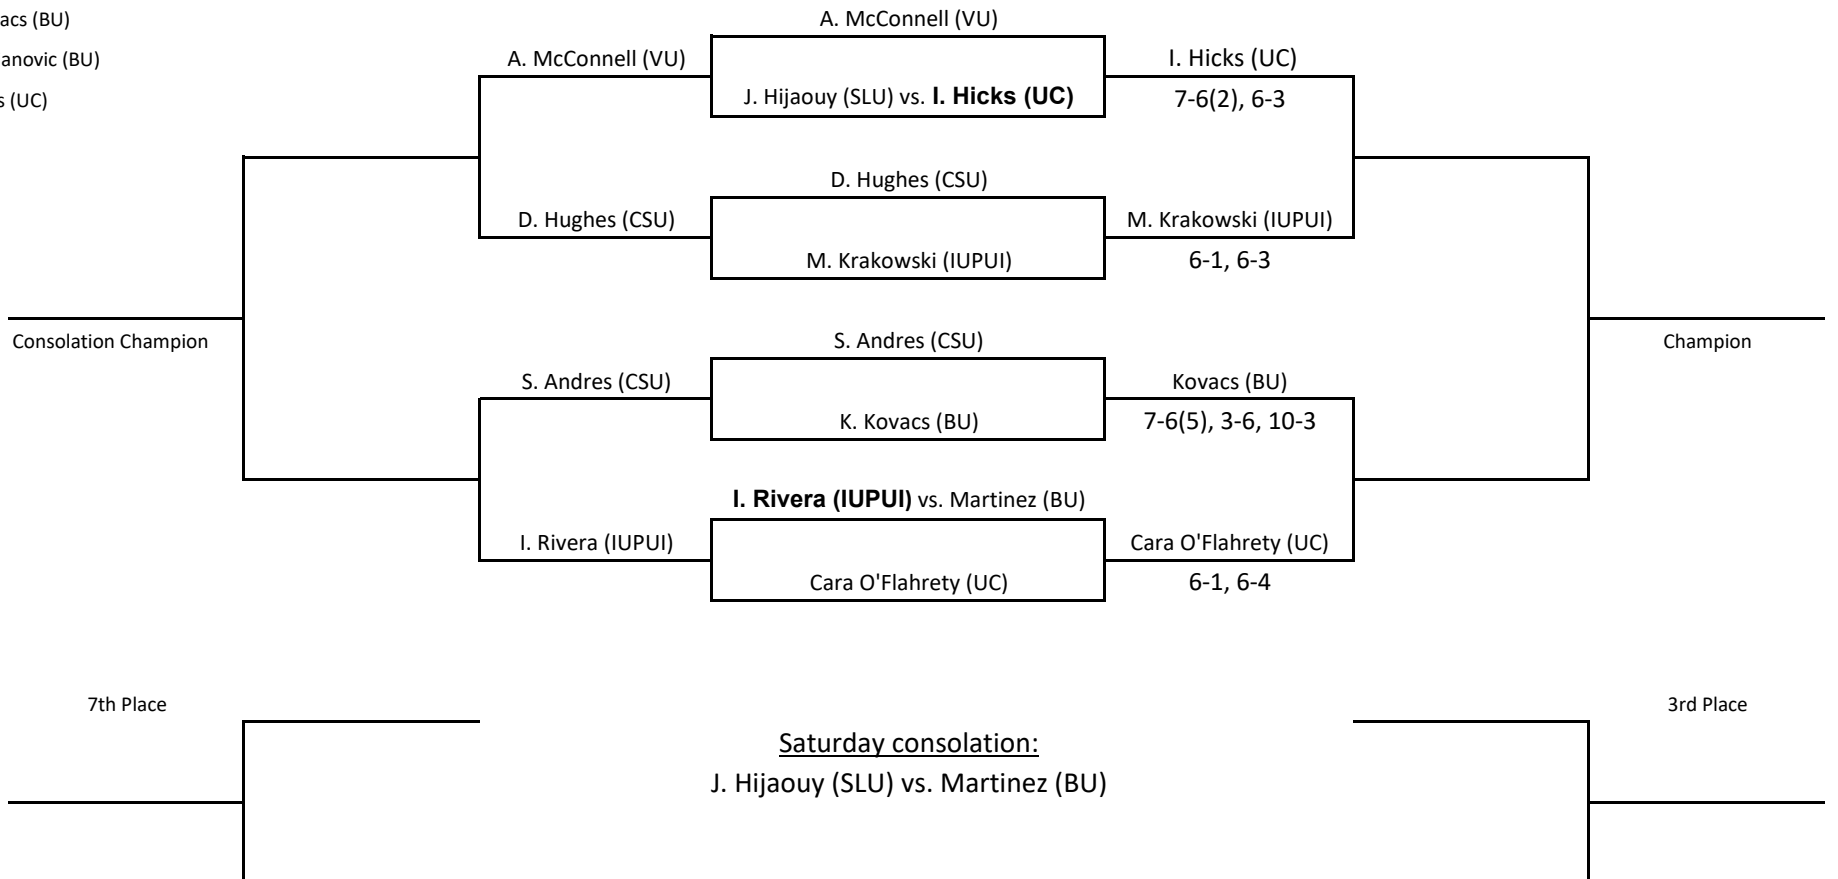 acs (BU)
A. McConnell (VU)
anovic (BU)
A. McConnell (VU)
I. Hicks (UC)
s (UC)
J. Hijaouy (SLU) vs. I. Hicks (UC)
7-6(2), 6-3
D. Hughes (CSU)
D. Hughes (CSU)
M. Krakowski (IUPUI)
M. Krakowski (IUPUI)
6-1, 6-3
Consolation Champion
S. Andres (CSU)
Champion
S. Andres (CSU)
Kovacs (BU)
K. Kovacs (BU)
7-6(5), 3-6, 10-3
I. Rivera (IUPUI) vs. Martinez (BU)
I. Rivera (IUPUI)
Cara O'Flahrety (UC)
Cara O'Flahrety (UC)
6-1, 6-4
7th Place
3rd Place
Saturday consolation:
J. Hijaouy (SLU) vs. Martinez (BU)